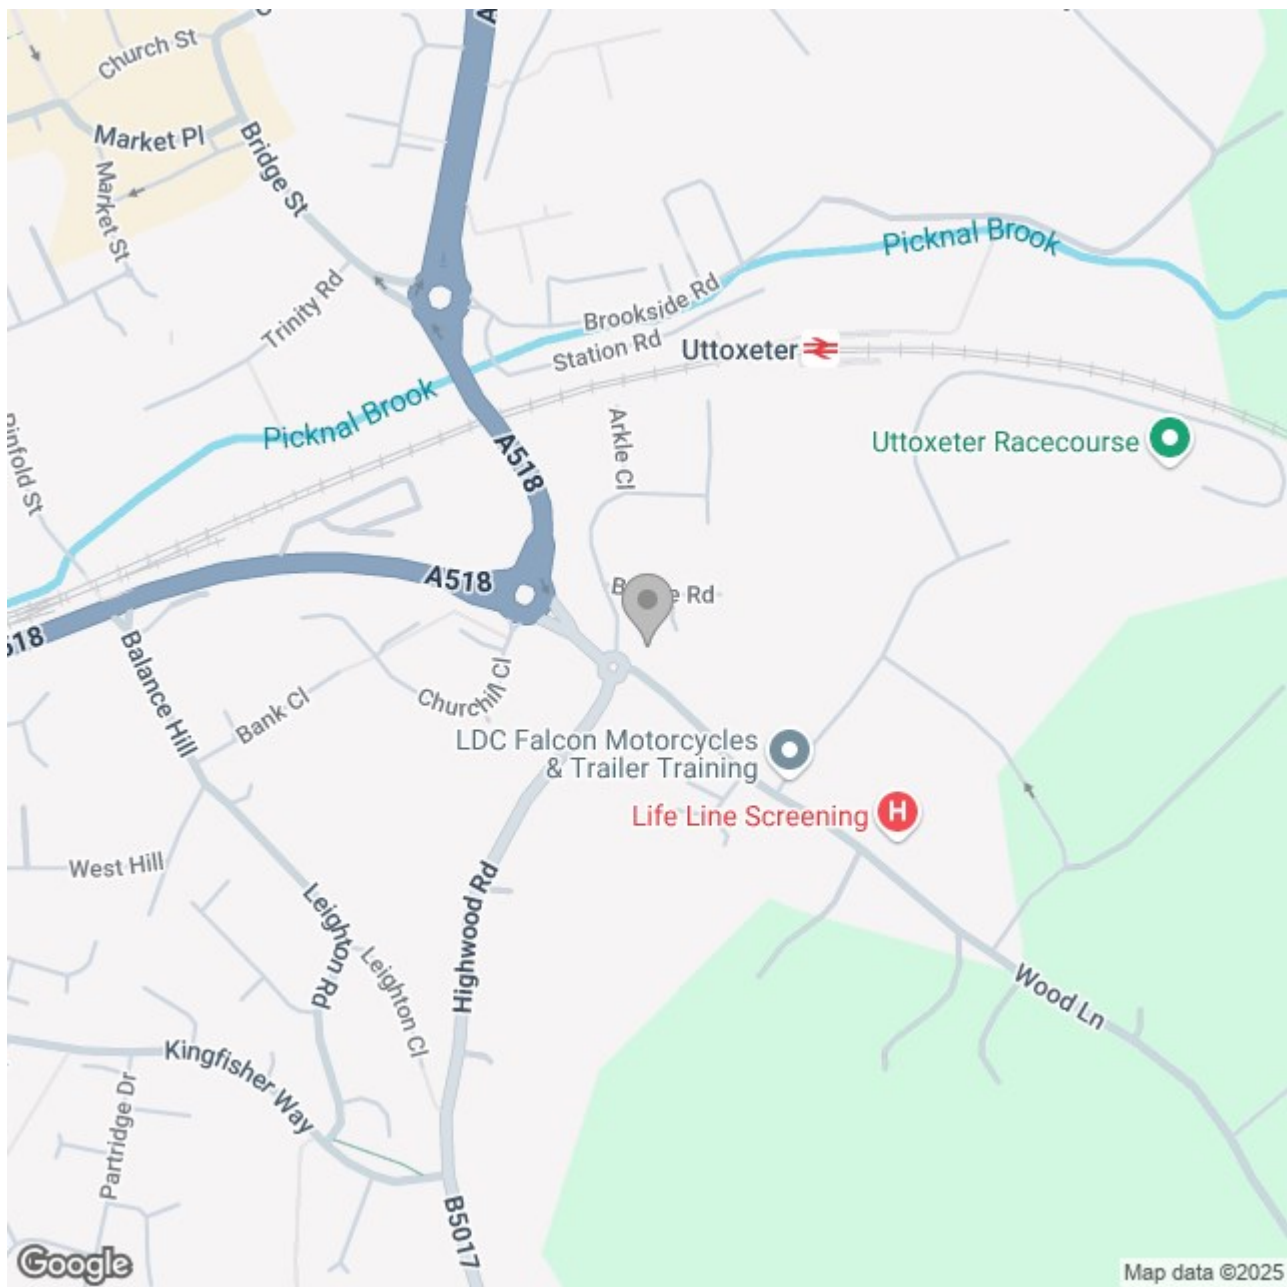 Church St
Market Pl
Bridge St
Market St
Picknal Brook
Trinity Rd
Brookside Rd
Station Rd
Uttoxeter
Picknal Brook
Arkle Cl
Uttoxeter Racecourse
A518
A518
Rd
Balance Hill
Churchill Cl
Bank Cl
LDC Falcon Motorcycles
& Trailer Training
Life Line Screening
H
West Hill
Leighton Rd
Highwood Rd
Leighton Cl
Wood Ln
Kingfisher Way
Partridge Dr
B5017
Google
Map data ©2025